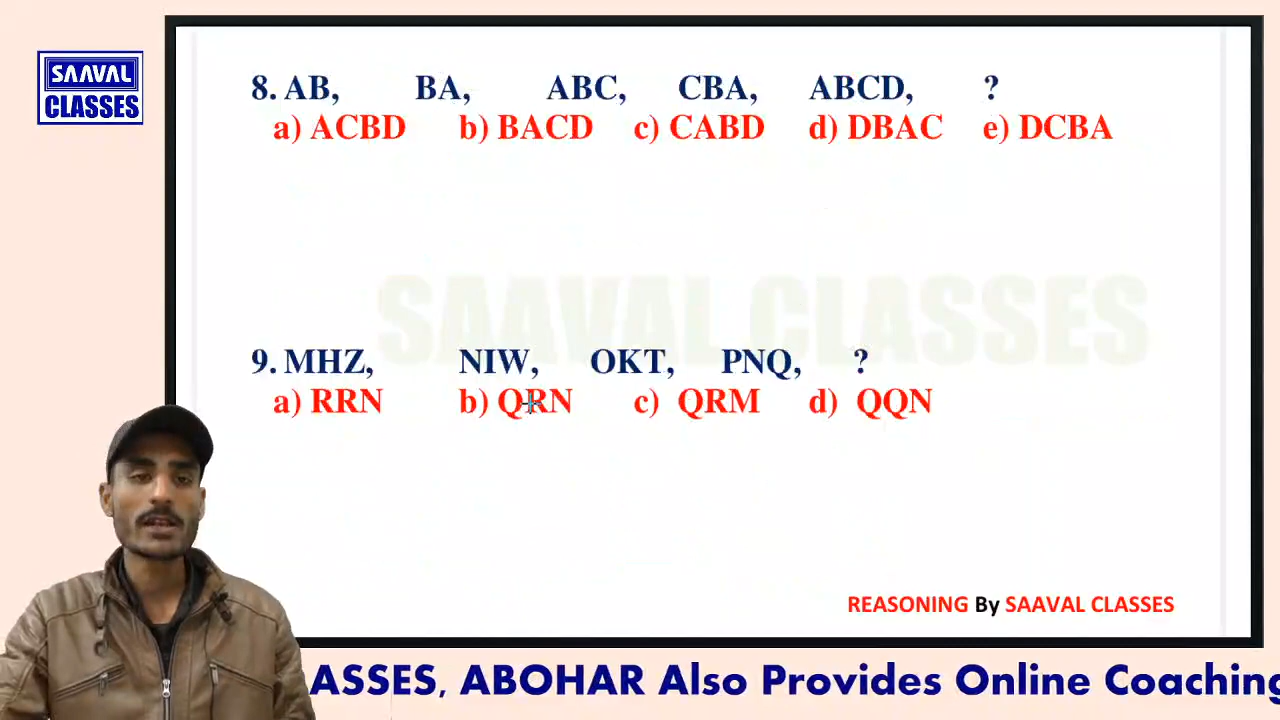 SAAVAL
CLASSES
8. AB, BA, ABC, CBA, ABCD, ?
a) ACBD b) BACD c) CABD d) DBAC e) DCBA
SAAVAL CLASSES
9. MHZ, NIW, OKT, PNQ, ?
a) RRN b) QRN c) QRM d) QQN
REASONING By SAAVAL CLASSES
ASSES, ABOHAR Also Provides Online Coaching